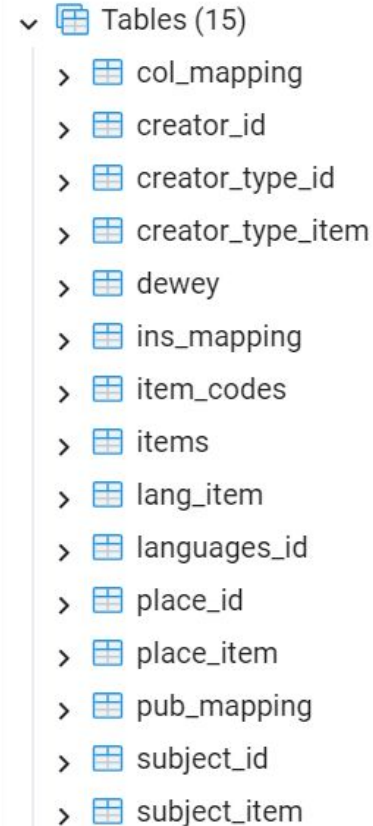 Tables (15)
col_mapping
creator_id
creator_type_id
creator_type_item
dewey
ins_mapping
item_codes
items
lang_item
languages_id
place_id
place_item
pub_mapping
subject_id
subject_item